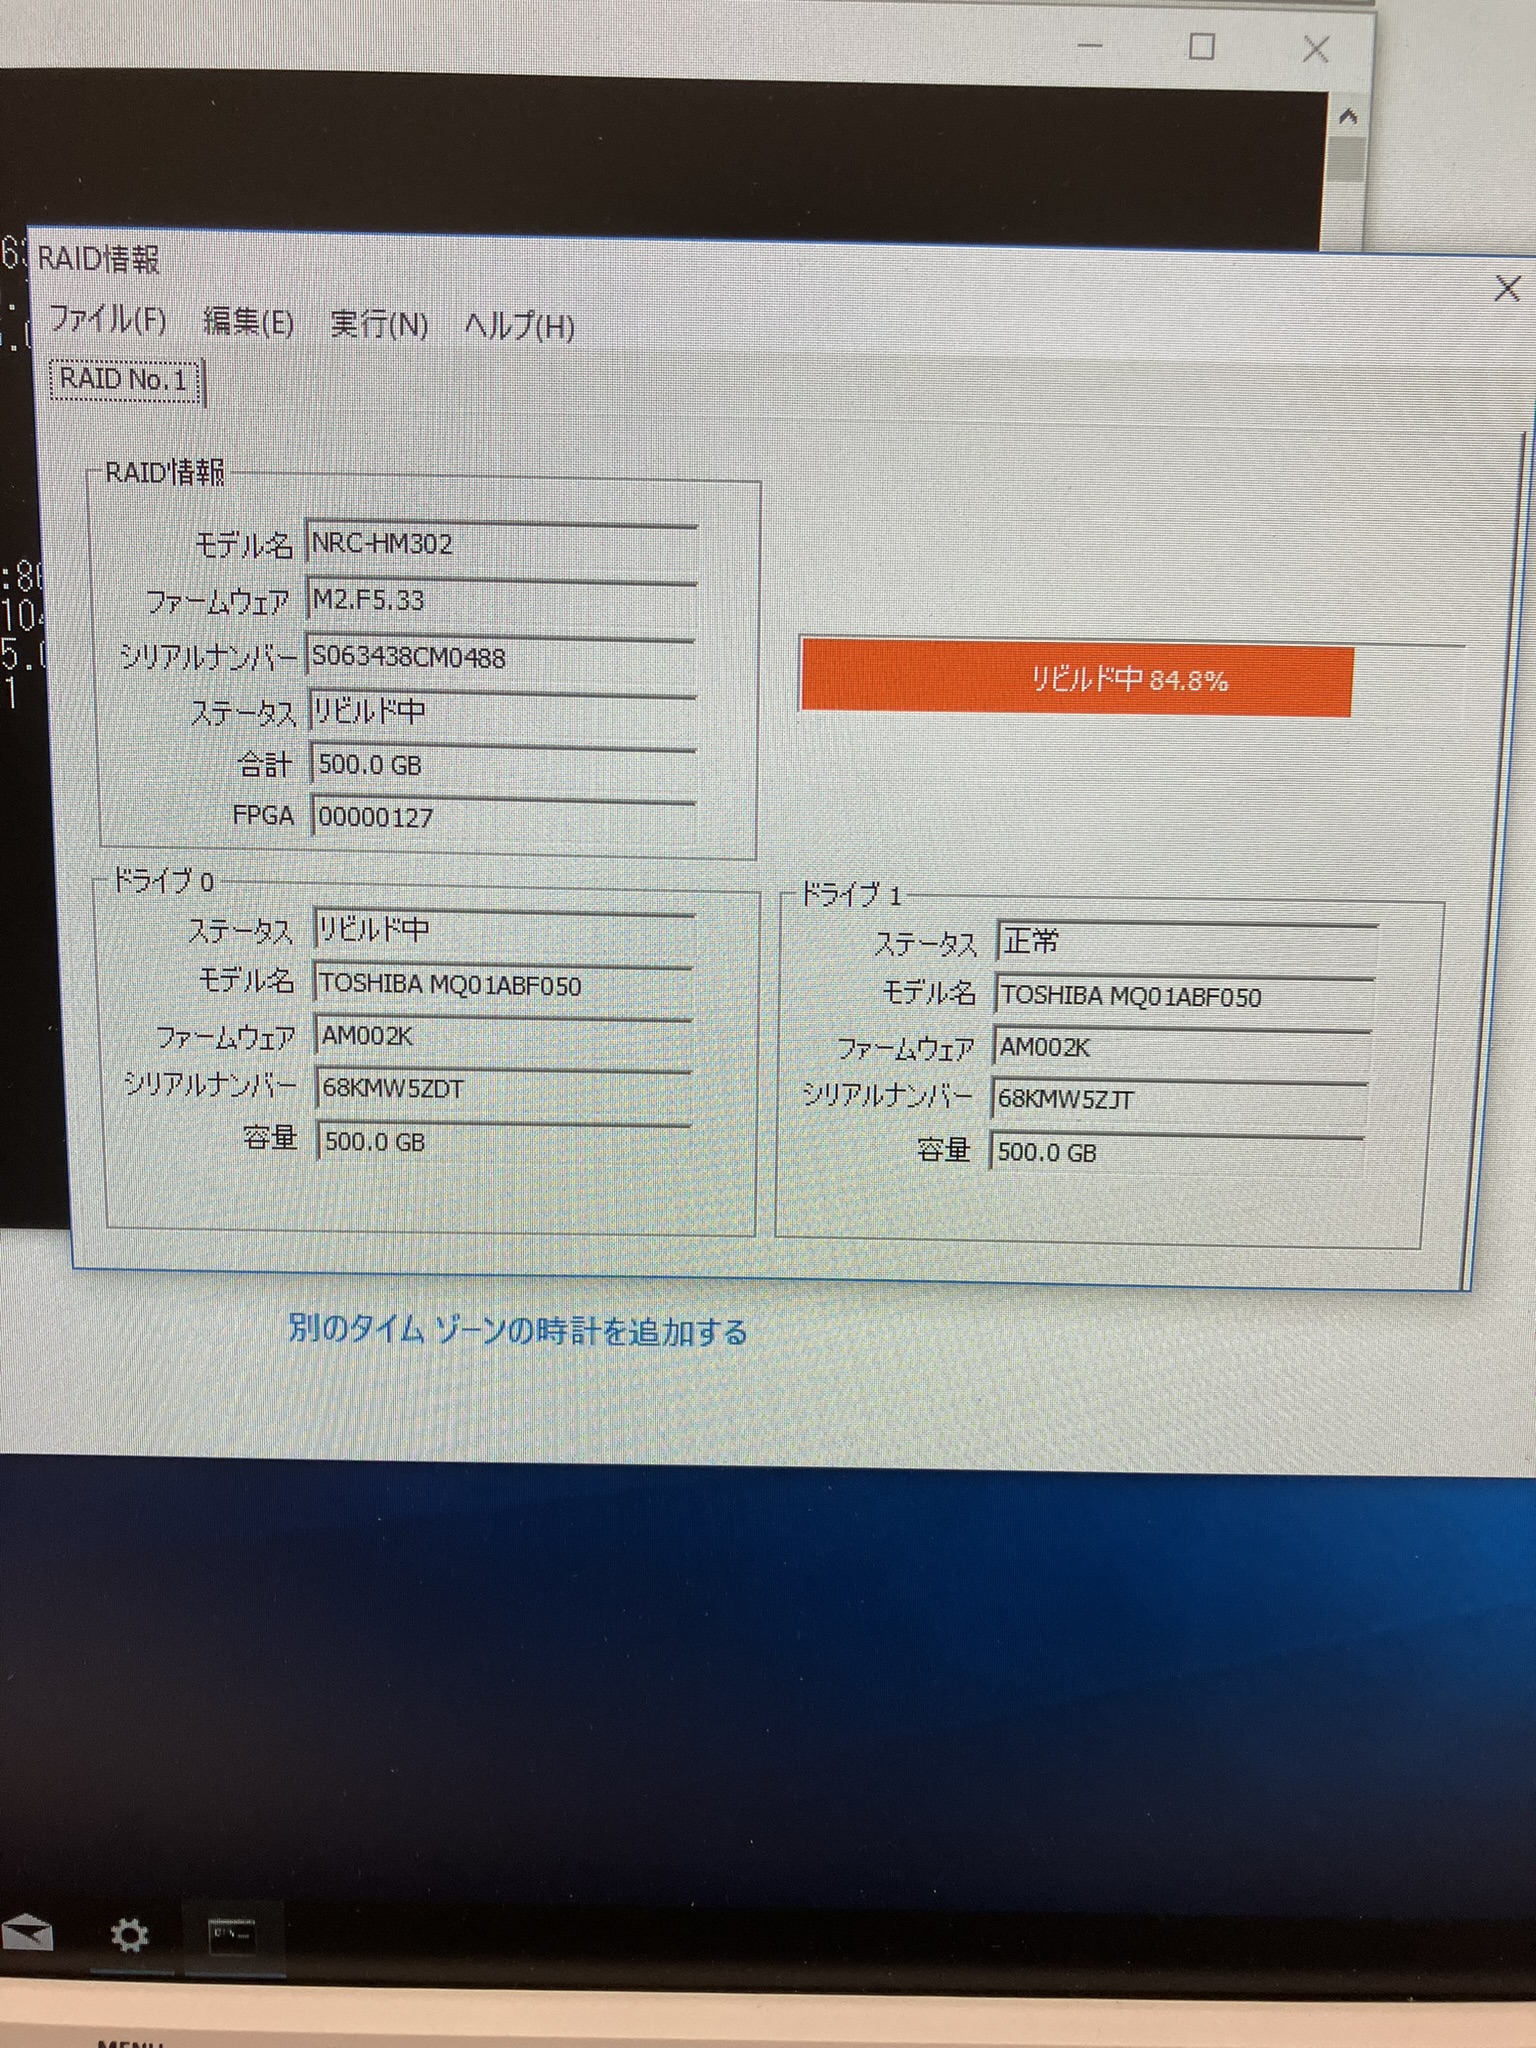 RAID情報
ファイル(F) 編集(E) 実行(N) ヘルプ(H)
RAID No.1
RAID情報
モデル名 NRC-HM302
ファームウェア M2.F5.33
シリアルナンバー S063438CM0488
ステータス リビルド中
合計 500.0 GB
FPGA 00000127
リビルド中 84.8%
ドライブ 0
ステータス リビルド中
モデル名 TOSHIBA MQ01ABF050
ファームウェア AM002K
シリアルナンバー 68KMW5ZDT
容量 500.0 GB
ドライブ 1
ステータス 正常
モデル名 TOSHIBA MQ01ABF050
ファームウェア AM002K
シリアルナンバー 68KMW5ZJT
容量 500.0 GB
別のタイム ゾーンの時計を追加する
MENU